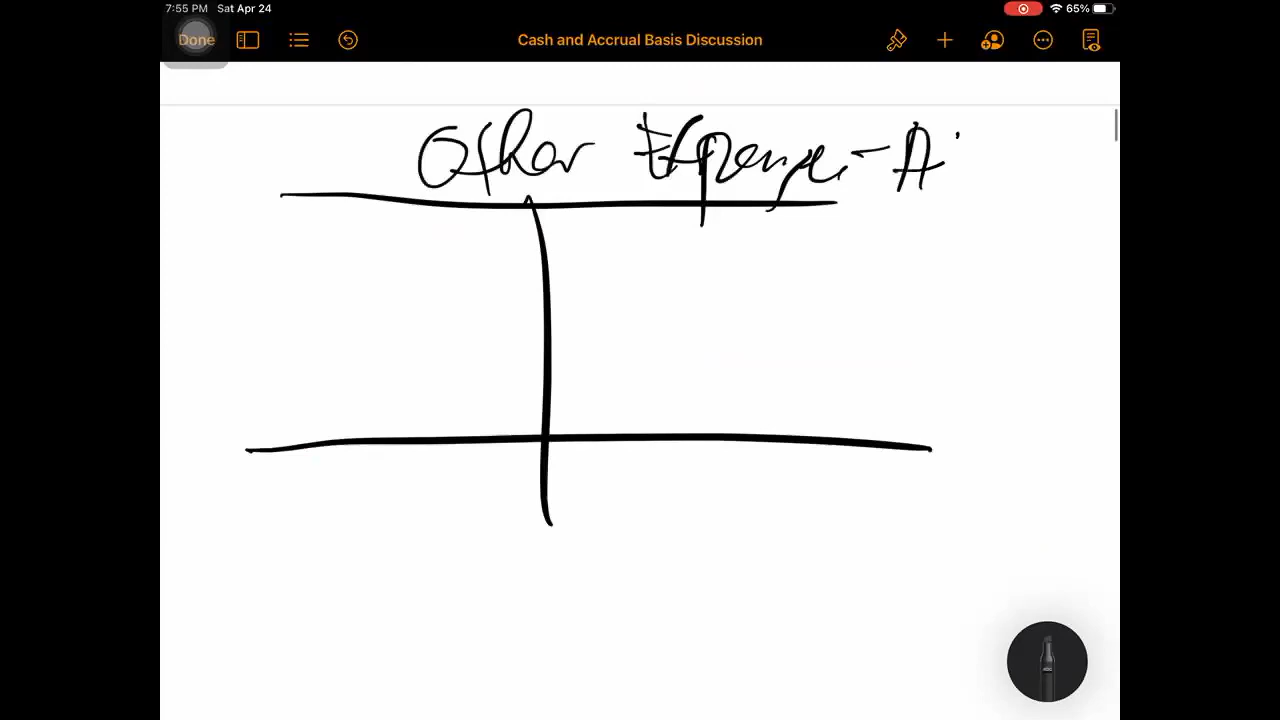 7:55 PM Sat Apr 24 65%
Done Cash and Accrual Basis Discussion
Other Expense - A